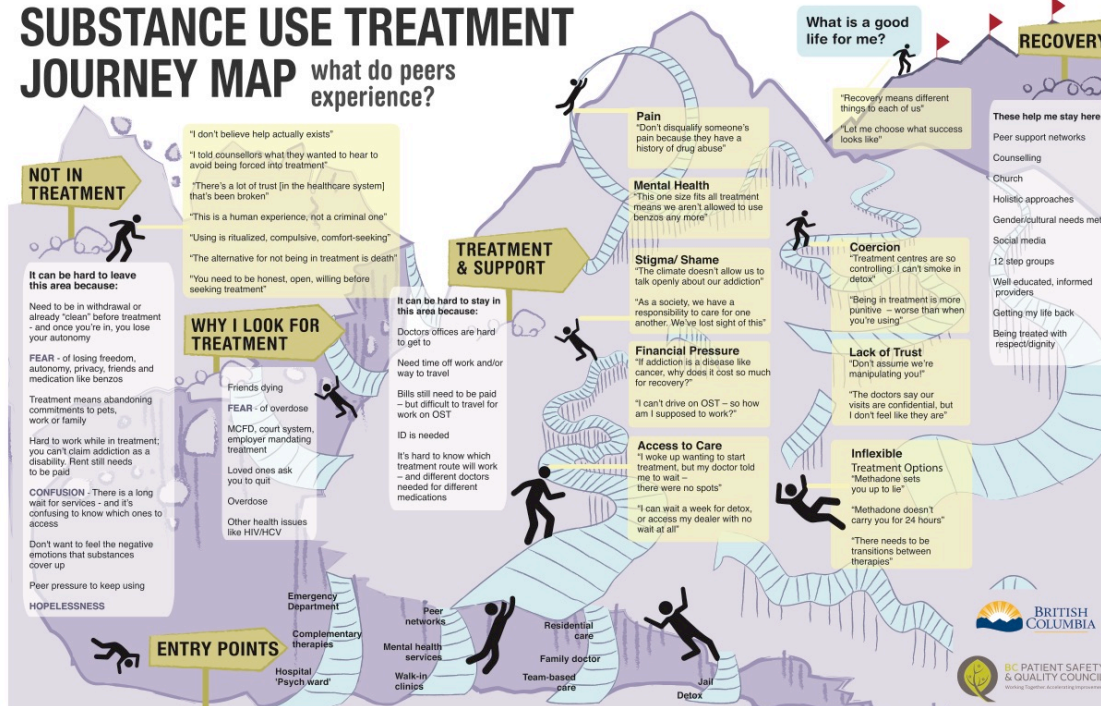 SUBSTANCE USE TREATMENT
JOURNEY MAP what do peers
experience?
NOT IN
TREATMENT
"I don't believe help actually exists"
"I told counsellors what they wanted to hear to
avoid being forced into treatment"
"There's a lot of trust [in the healthcare system]
that's been broken"
"This is a human experience, not a criminal one"
"Using is ritualized, compulsive, comfort-seeking"
"The alternative for not being in treatment is death"
"You need to be honest, open, willing before
seeking treatment"
It can be hard to leave
this area because:
Need to be in withdrawal or
already "clean" before treatment
- and once you're in, you lose
your autonomy
FEAR - of losing freedom,
autonomy, privacy, friends and
medication like benzos
Treatment means abandoning
commitments to pets,
work or family
Hard to work while in treatment;
you can't claim addiction as a
disability. Rent still needs
to be paid
CONFUSION - There is a long
wait for services - and it's
confusing to know which ones to
access
Don't want to feel the negative
emotions that substances
cover up
Peer pressure to keep using
HOPELESSNESS
WHY I LOOK FOR
TREATMENT
Friends dying
FEAR - of overdose
MCFD, court system,
employer mandating
treatment
Loved ones ask
you to quit
Overdose
Other health issues
like HIV/HCV
ENTRY POINTS
Emergency
Department
Complementary
therapies
Hospital
'Psych ward'
Peer
networks
Mental health
services
Walk-in
clinics
Residential
care
Family doctor
Team-based
care
Jail
Detox
TREATMENT
& SUPPORT
It can be hard to stay in
this area because:
Doctors offices are hard
to get to
Need time off work and/or
way to travel
Bills still need to be paid
– but difficult to travel for
work on OST
ID is needed
It's hard to know which
treatment route will work
– and different doctors
needed for different
medications
Pain
"Don't disqualify someone's
pain because they have a
history of drug abuse"
Mental Health
"This one size fits all treatment
means we aren't allowed to use
benzos any more"
Stigma/ Shame
"The climate doesn't allow us to
talk openly about our addiction"
"As a society, we have a
responsibility to care for one
another. We've lost sight of this"
Financial Pressure
"If addiction is a disease like
cancer, why does it cost so much
for recovery?"
"I can't drive on OST – so how
am I supposed to work?"
Access to Care
"I woke up wanting to start
treatment, but my doctor told
me to wait –
there were no spots"
"I can wait a week for detox,
or access my dealer with no
wait at all"
Coercion
"Treatment centres are so
controlling. I can't smoke in
detox"
"Being in treatment is more
punitive – worse than when
you're using"
Lack of Trust
"Don't assume we're
manipulating you!"
"The doctors say our
visits are confidential, but
I don't feel like they are"
Inflexible
Treatment Options
"Methadone sets
you up to lie"
"Methadone doesn't
carry you for 24 hours"
"There needs to be
transitions between
therapies"
What is a good
life for me?
"Recovery means different
things to each of us"
"Let me choose what success
looks like"
RECOVERY
These help me stay here
Peer support networks
Counselling
Church
Holistic approaches
Gender/cultural needs met
Social media
12 step groups
Well educated, informed
providers
Getting my life back
Being treated with
respect/dignity
BRITISH
COLUMBIA
BC PATIENT SAFETY
& QUALITY COUNCIL
Working Together. Accelerating Improvement.